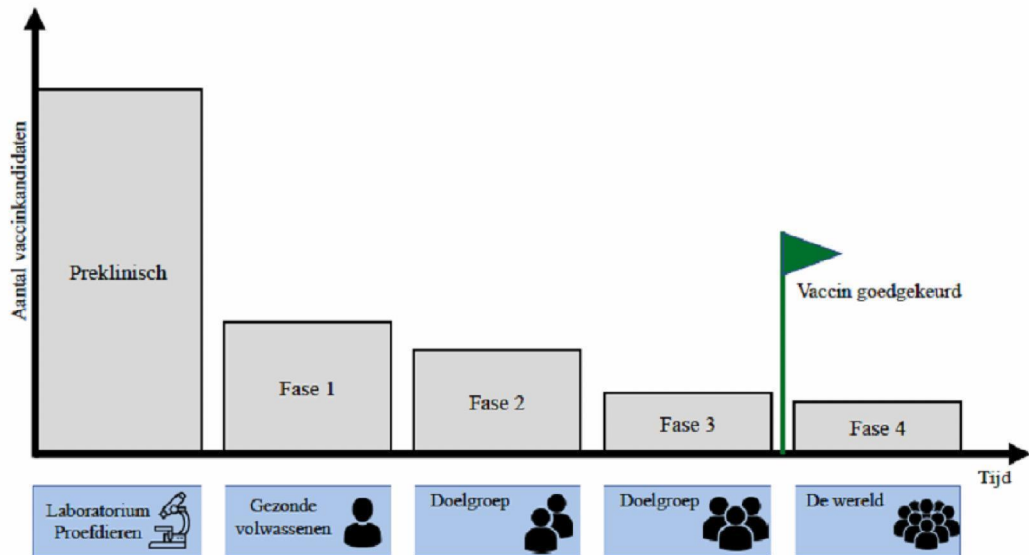 Aantal vaccinkandidaten
Preklinisch
Fase 1
Fase 2
Fase 3
Fase 4
Vaccin goedgekeurd
Tijd
Laboratorium
Proefdieren
Gezonde
volwassenen
Doelgroep
Doelgroep
De wereld